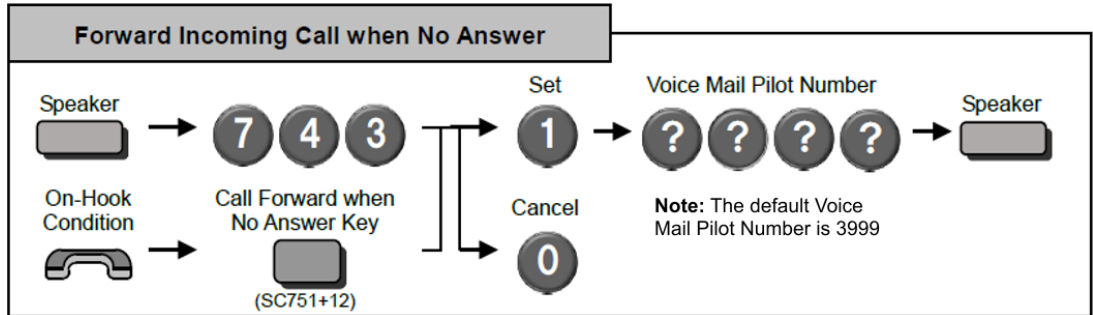 Forward Incoming Call when No Answer
Speaker
7 4 3
Set
1
Voice Mail Pilot Number
? ? ? ?
Speaker
On-Hook
Condition
Call Forward when
No Answer Key
(SC751+12)
Cancel
0
Note: The default Voice
Mail Pilot Number is 3999